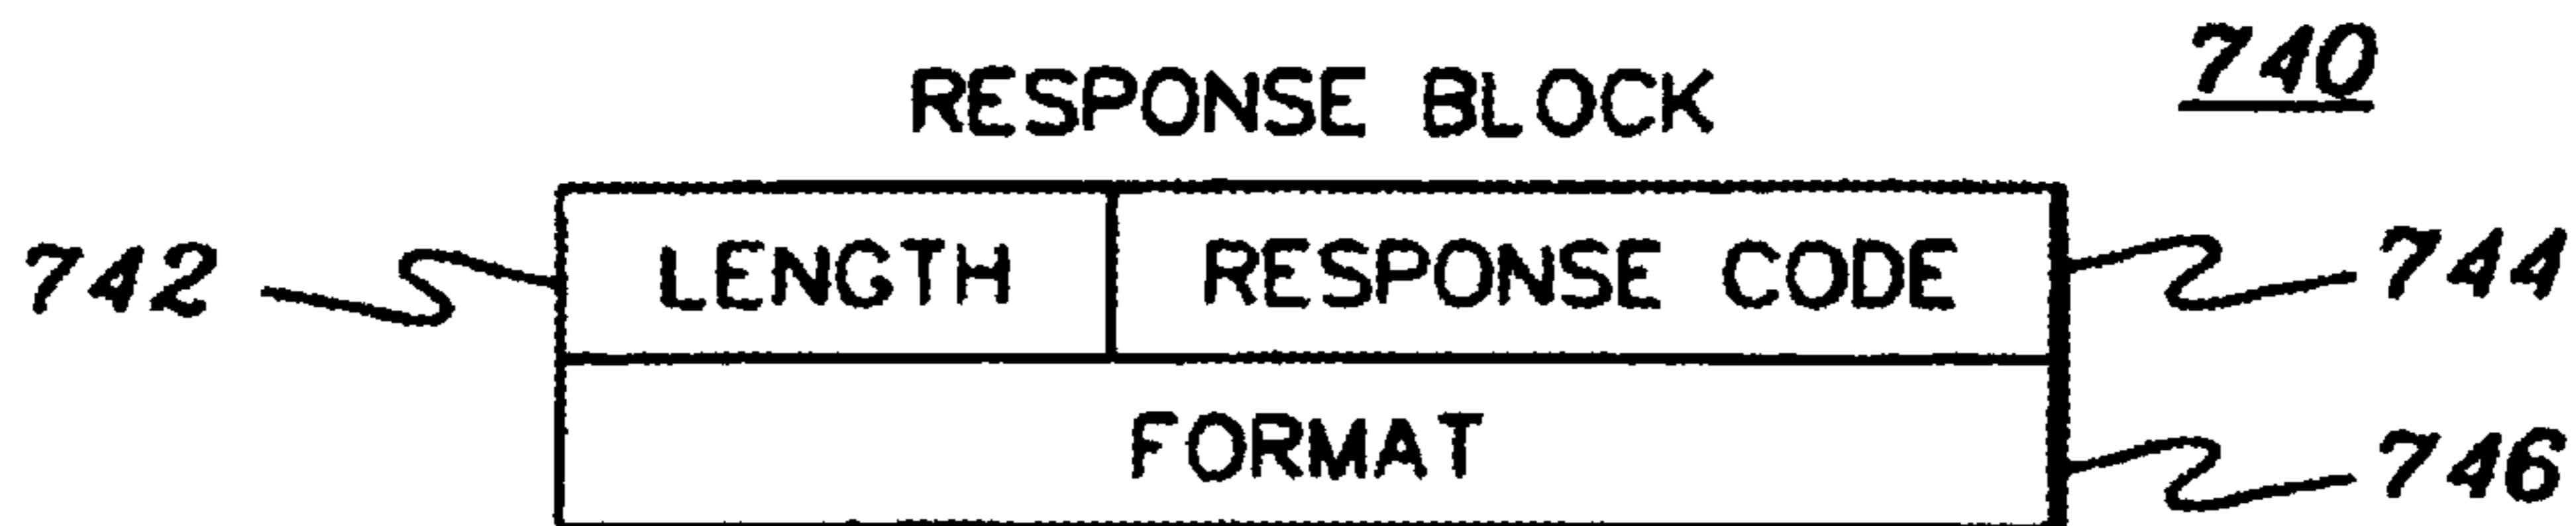 740
RESPONSE BLOCK
742 LENGTH RESPONSE CODE 744
FORMAT 746